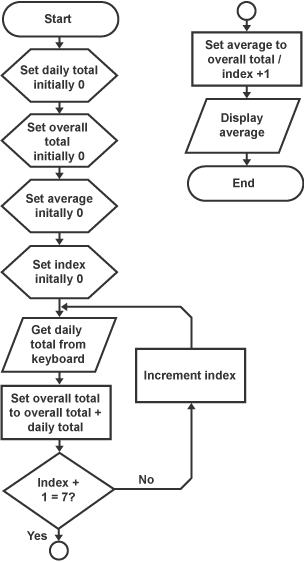 Start
Set daily total
initially 0
Set overall
total
initially 0
Set average
initally 0
Set index
initally 0
Get daily
total from
keyboard
Set overall total
to overall total +
daily total
Increment index
Index +
1 = 7?
No
Yes
Set average to
overall total /
index +1
Display
average
End